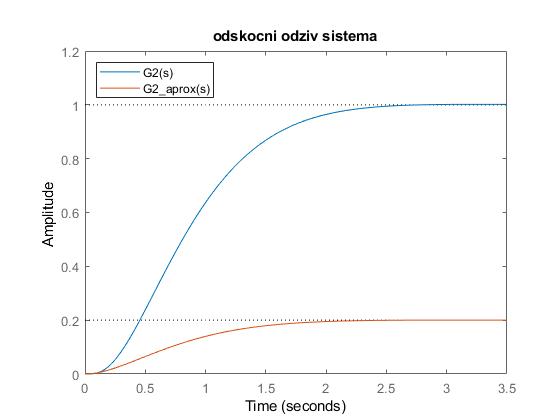 odskocni odziv sistema
1.2
1
0.8
0.6
0.4
0.2
0
Amplitude
G2(s)
G2_aprox(s)
0 0.5 1 1.5 2 2.5 3 3.5
Time (seconds)